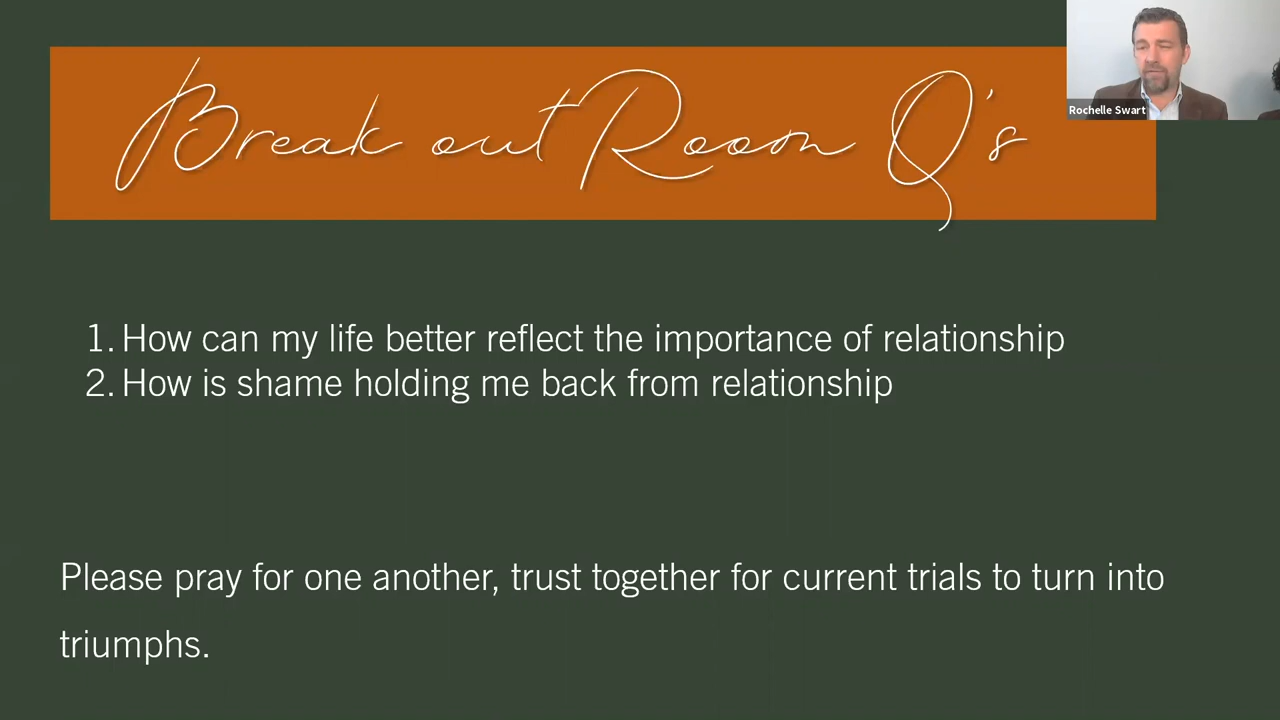 Break out Room Q's
Rochelle Swart
1. How can my life better reflect the importance of relationship
2. How is shame holding me back from relationship
Please pray for one another, trust together for current trials to turn into
triumphs.